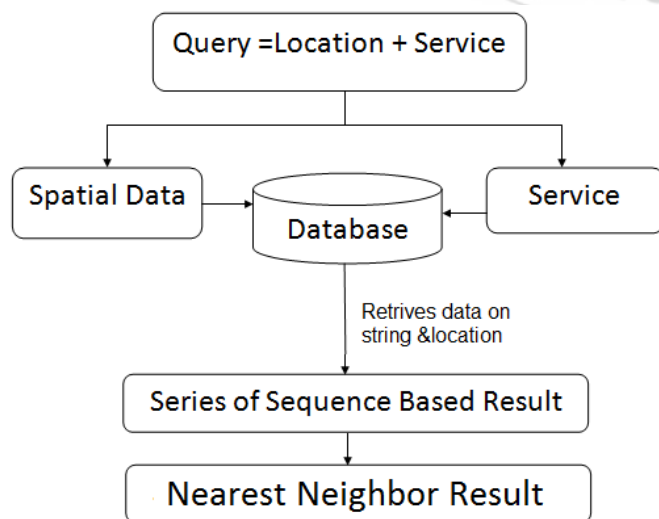 Query =Location + Service
Spatial Data
Service
Database
Retrives data on
string &location
Series of Sequence Based Result
Nearest Neighbor Result